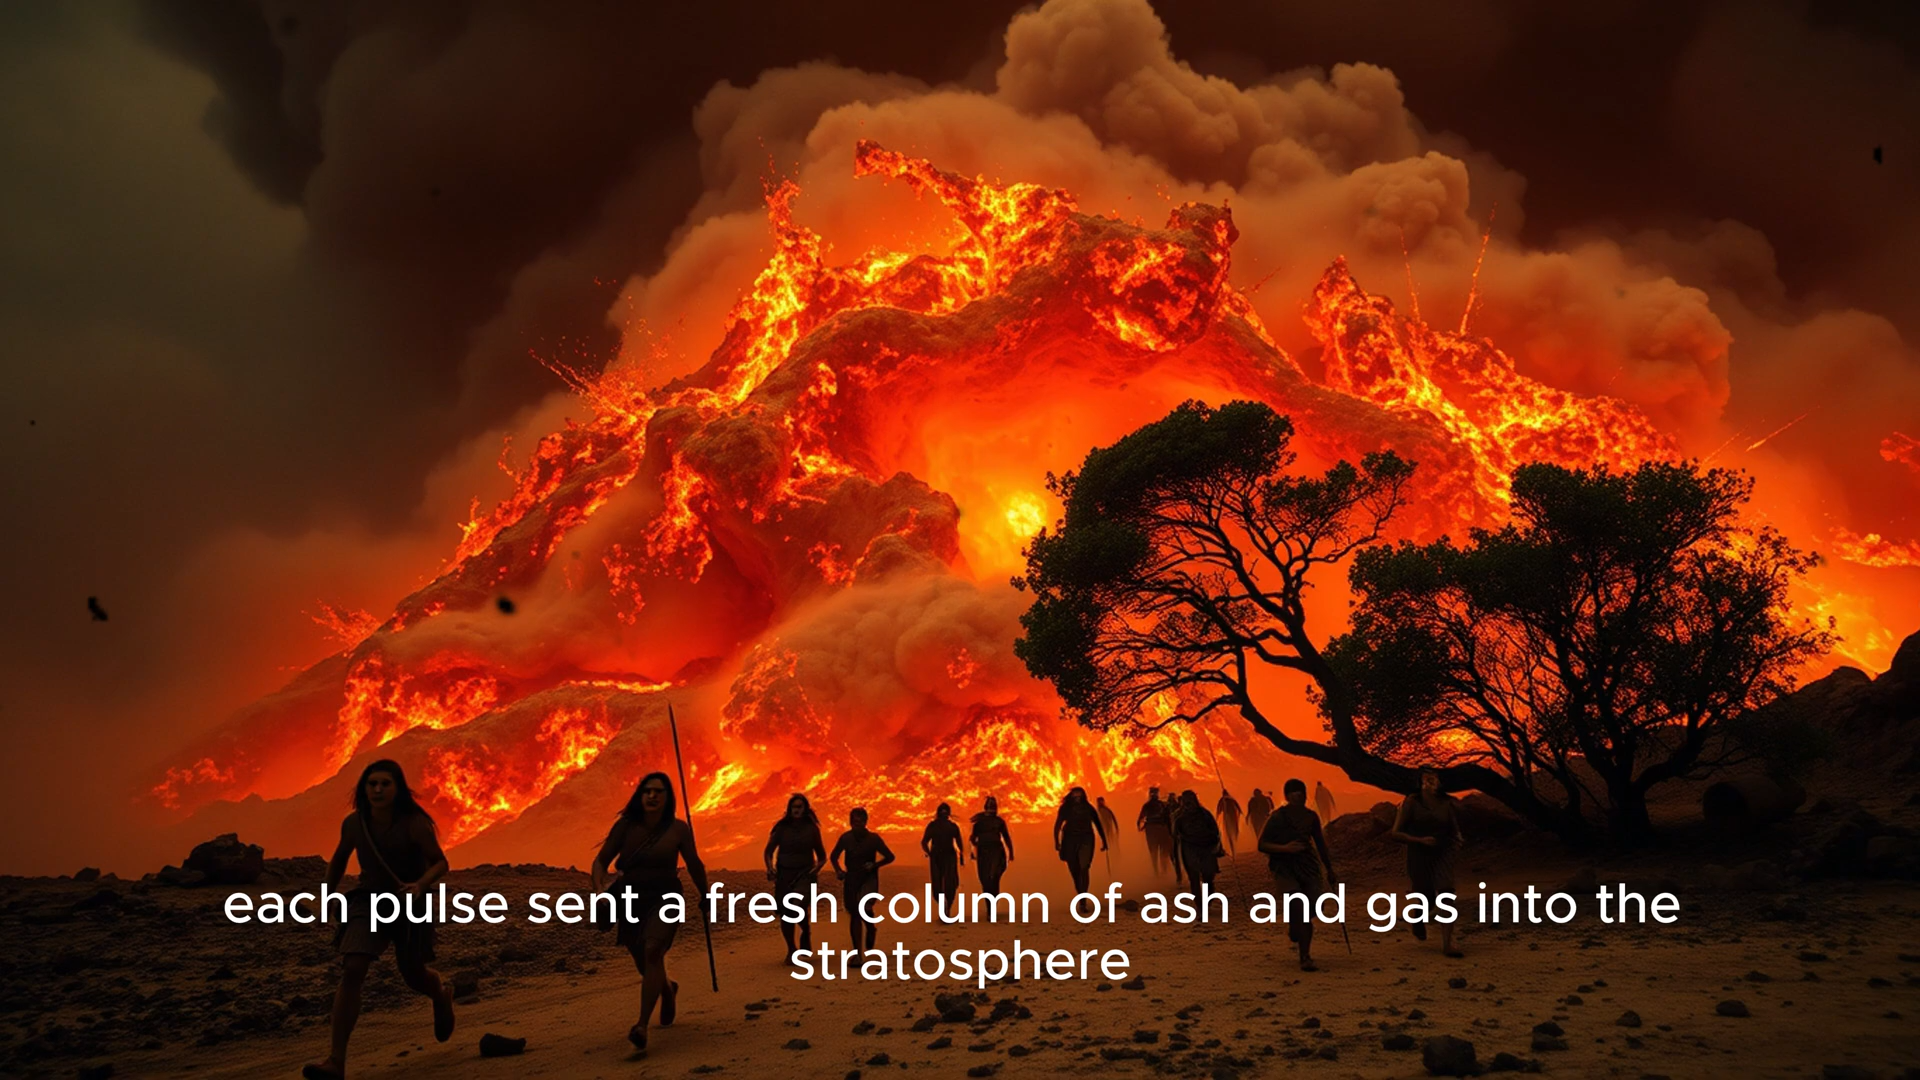 each pulse sent a fresh column of ash and gas into the
stratosphere